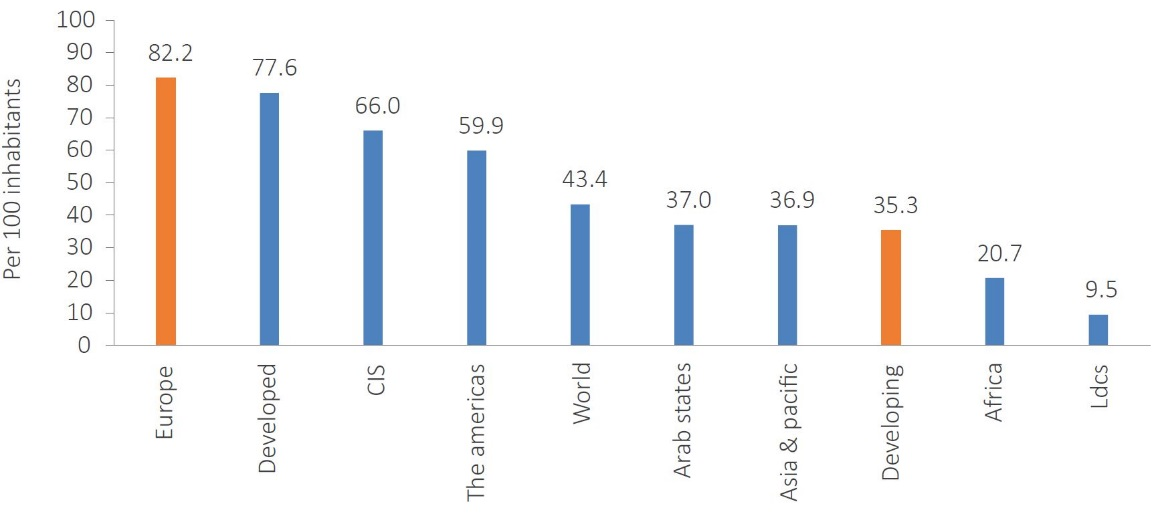 Per 100 inhabitants
100
90
80
70
60
50
40
30
20
10
0
82.2
77.6
66.0
59.9
43.4
37.0
36.9
35.3
20.7
9.5
Europe
Developed
CIS
The americas
World
Arab states
Asia & pacific
Developing
Africa
Ldcs